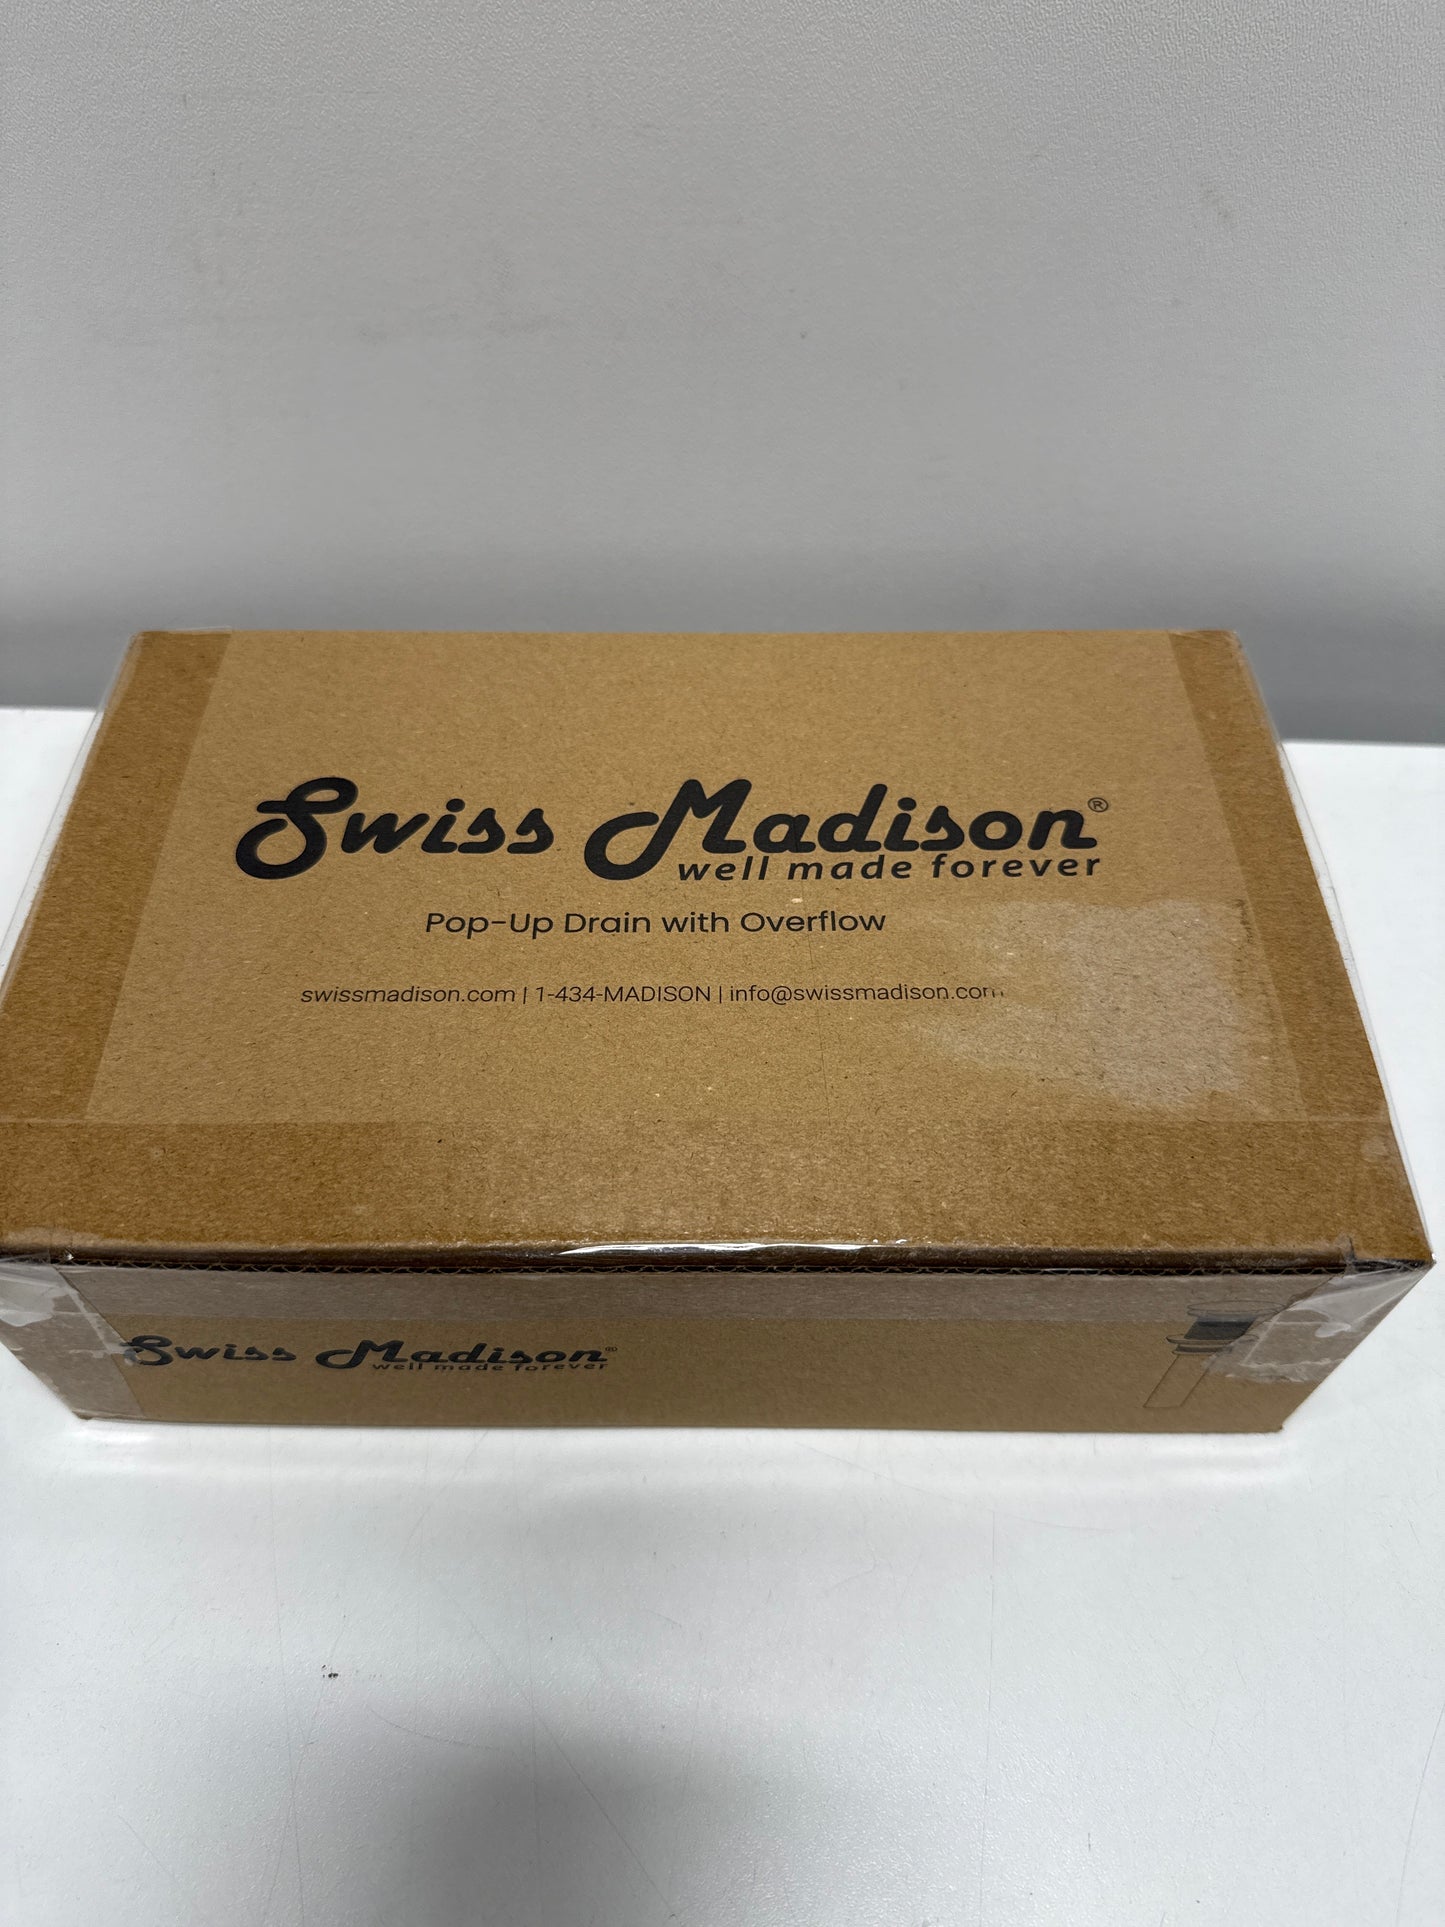 Swiss Madison®
well made forever
Pop-Up Drain with Overflow
swissmadison.com | 1-434-MADISON | info@swissmadison.com
Swiss Madison®
well made forever